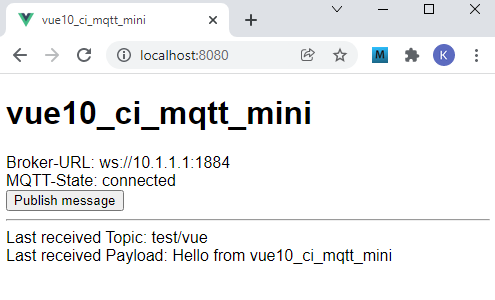 vue10_ci_mqtt_mini
localhost:8080
M
K
vue10_ci_mqtt_mini
Broker-URL: ws://10.1.1.1:1884
MQTT-State: connected
Publish message
Last received Topic: test/vue
Last received Payload: Hello from vue10_ci_mqtt_mini